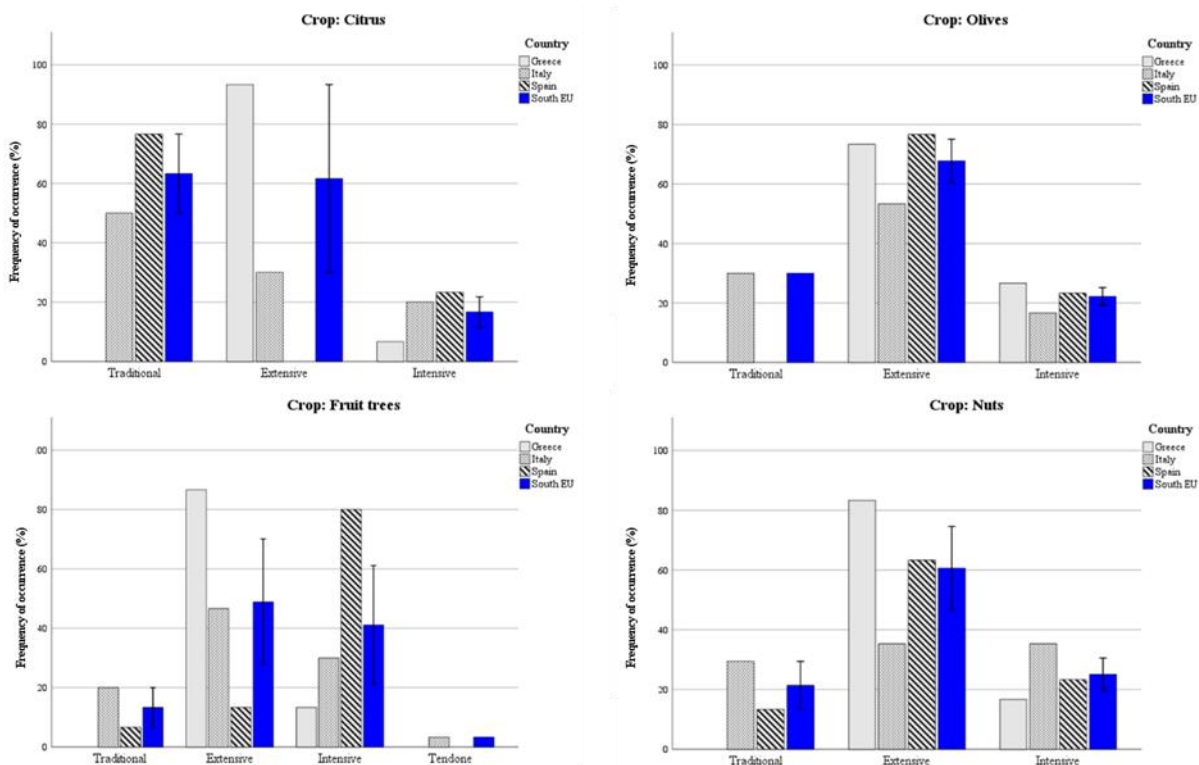 Crop: Citrus
Country
Greece
Italy
Spain
South EU
Frequency of occurrence (%)
100
80
60
40
20
0
Traditional Extensive Intensive
Crop: Olives
Country
Greece
Italy
Spain
South EU
Frequency of occurrence (%)
100
80
60
40
20
0
Traditional Extensive Intensive
Crop: Fruit trees
Country
Greece
Italy
Spain
South EU
Frequency of occurrence (%)
00
80
60
40
20
0
Traditional Extensive Intensive Tendone
Crop: Nuts
Country
Greece
Italy
Spain
South EU
Frequency of occurrence (%)
100
80
60
40
20
0
Traditional Extensive Intensive